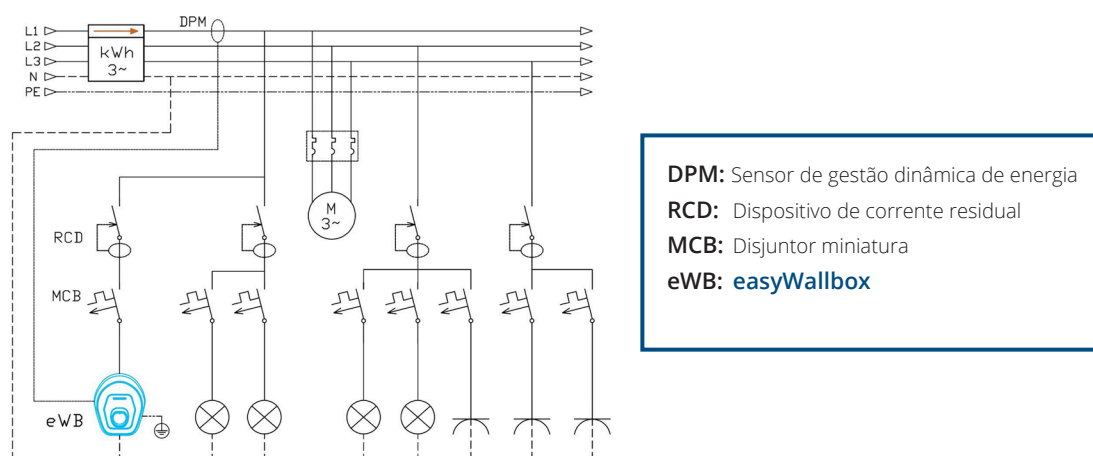 DPM
L1
L2
L3
N
PE
kWh
3~
M
3~
RCD
MCB
eWB
DPM: Sensor de gestão dinâmica de energia
RCD: Dispositivo de corrente residual
MCB: Disjuntor miniatura
eWB: easyWallbox